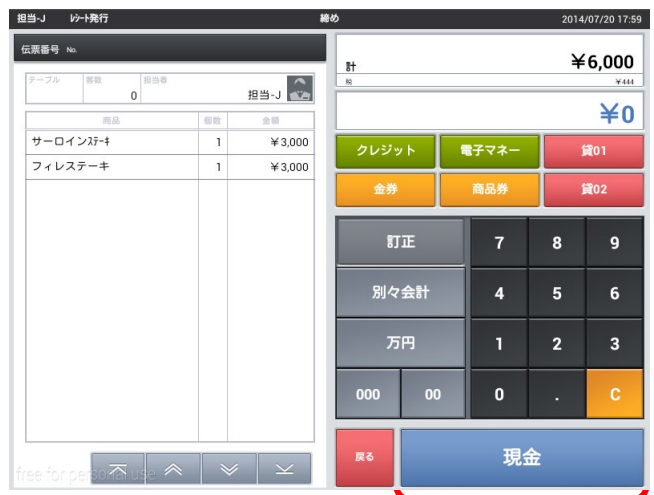 担当-J ﾚｼｰﾄ発行 締め 2014/07/20 17:59
伝票番号 No.
テーブル 客数 担当者
0 担当-J
商品 個数 金額
サーロインｽﾃｰｷ 1 ¥3,000
フィレステーキ 1 ¥3,000
free for personal use
計 ¥6,000
税 ¥444
¥0
クレジット 電子マネー 貸01
金券 商品券 貸02
訂正 7 8 9
別々会計 4 5 6
万円 1 2 3
000 00 0 . C
戻る 現金